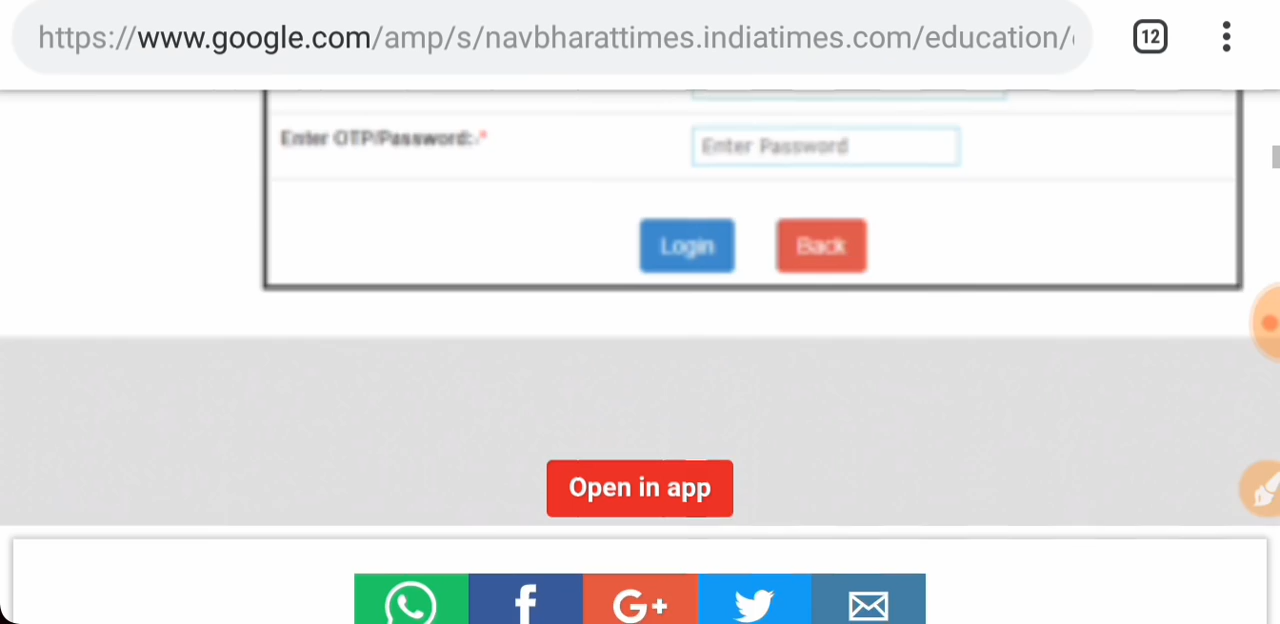 https://www.google.com/amp/s/navbharattimes.indiatimes.com/education/
12
Enter OTP/Password:*
Enter Password
Login Back
Open in app
G+